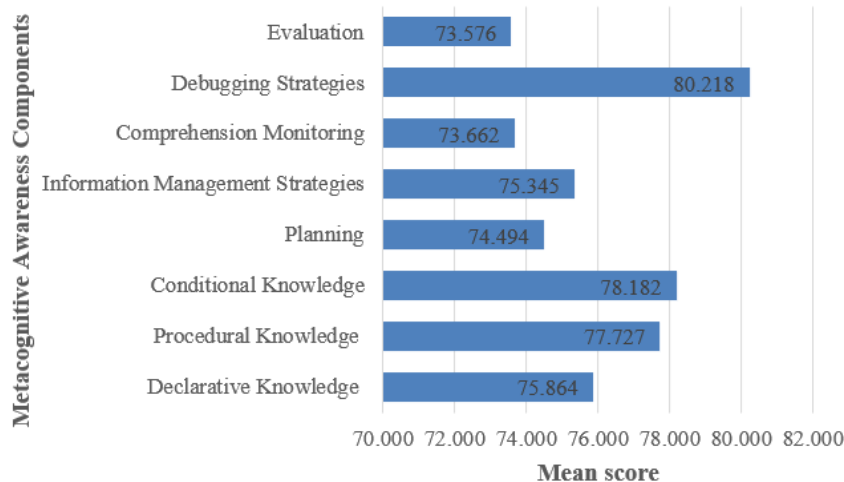 Metacognitive Awareness Components
Evaluation 73.576
Debugging Strategies 80.218
Comprehension Monitoring 73.662
Information Management Strategies 75.345
Planning 74.494
Conditional Knowledge 78.182
Procedural Knowledge 77.727
Declarative Knowledge 75.864
70.000 72.000 74.000 76.000 78.000 80.000 82.000
Mean score